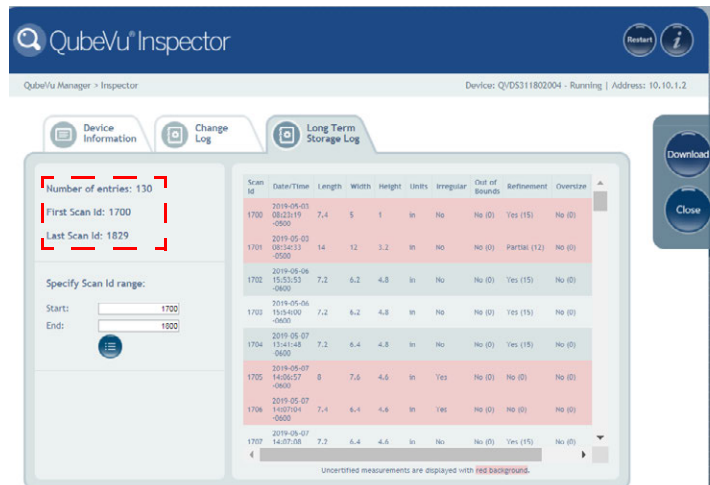 QubeVu® Inspector
Restart
i
QubeVu Manager > Inspector
Device: QVDS311802004 - Running | Address: 10.10.1.2
Device Information
Change Log
Long Term Storage Log
Download
Close
Number of entries: 130
First Scan Id: 1700
Last Scan Id: 1829
Specify Scan Id range:
Start: 1700
End: 1800
Scan Id Date/Time Length Width Height Units Irregular Out of Bounds Refinement Oversize
1700 2019-05-03 08:23:19 -0500 7.4 5 1 in No No (0) Yes (15) No (0)
1701 2019-05-03 08:34:33 -0500 14 12 3.2 in No No (0) Partial (12) No (0)
1702 2019-05-06 15:53:53 -0600 7.2 6.2 4.8 in No No (0) Yes (15) No (0)
1703 2019-05-06 15:54:00 -0600 7.2 6.2 4.8 in No No (0) Yes (15) No (0)
1704 2019-05-07 13:41:48 -0600 7.2 6.4 4.8 in No No (0) Yes (15) No (0)
1705 2019-05-07 14:06:57 -0600 8 7.6 4.6 in Yes No (0) No (0) No (0)
1706 2019-05-07 14:07:04 -0600 7.4 6.4 4.6 in Yes No (0) No (0) No (0)
1707 2019-05-07 14:07:08 7.2 6.4 4.6 in No No (0) Yes (15) No (0)
Uncertified measurements are displayed with red background.